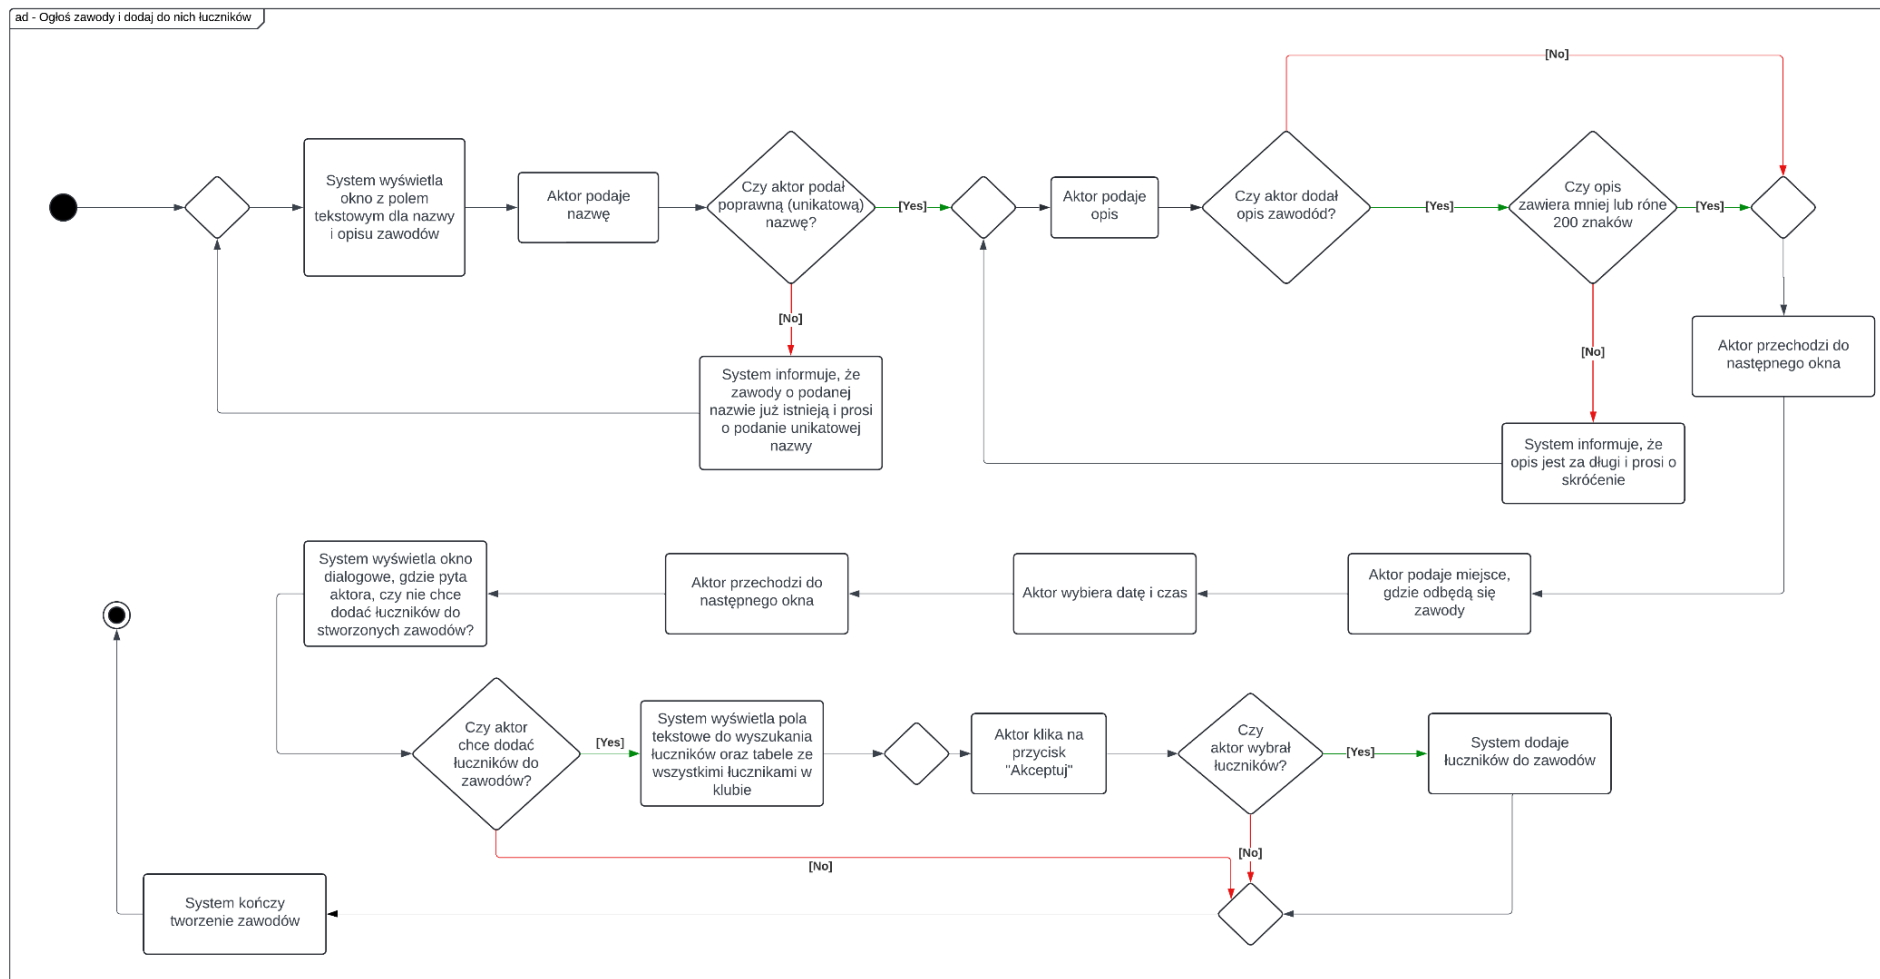 ad - Ogłoś zawody i dodaj do nich łuczników
[No]
System wyświetla
okno z polem
tekstowym dla nazwy
i opisu zawodów
Aktor podaje
nazwę
Czy aktor podał
poprawną (unikatową)
nazwę?
[Yes]
Aktor podaje
opis
Czy aktor dodał
opis zawodód?
[Yes]
Czy opis
zawiera mniej lub róne
200 znaków
[Yes]
[No]
[No]
System informuje, że
zawody o podanej
nazwie już istnieją i prosi
o podanie unikatowej
nazwy
Aktor przechodzi do
następnego okna
System informuje, że
opis jest za długi i prosi o
skróćenie
System wyświetla okno
dialogowe, gdzie pyta
aktora, czy nie chce
dodać łuczników do
stworzonych zawodów?
Aktor przechodzi do
następnego okna
Aktor wybiera datę i czas
Aktor podaje miejsce,
gdzie odbędą się
zawody
Czy aktor
chce dodać
łuczników do
zawodów?
[Yes]
System wyświetla pola
tekstowe do wyszukania
łuczników oraz tabele ze
wszystkimi łucznikami w
klubie
Aktor klika na
przycisk
"Akceptuj"
Czy
aktor wybrał
łuczników?
[Yes]
System dodaje
łuczników do zawodów
[No]
[No]
System kończy
tworzenie zawodów